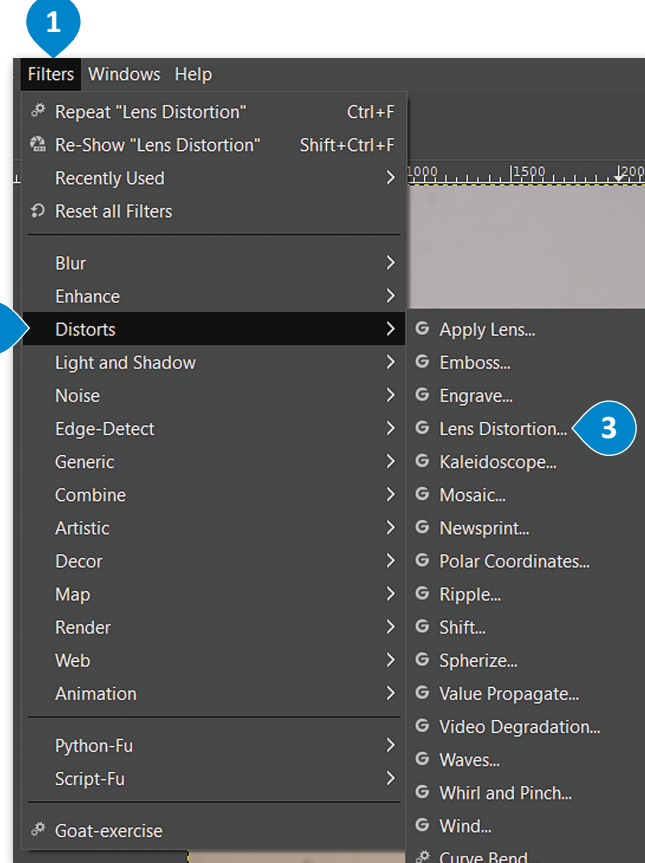 1
Filters Windows Help
Repeat "Lens Distortion" Ctrl+F
Re-Show "Lens Distortion" Shift+Ctrl+F
Recently Used
Reset all Filters
1000 1500 200
Blur
Enhance
Distorts
Light and Shadow
Noise
Edge-Detect
Generic
Combine
Artistic
Decor
Map
Render
Web
Animation
Python-Fu
Script-Fu
Goat-exercise
Apply Lens...
Emboss...
Engrave...
Lens Distortion...
3
Kaleidoscope...
Mosaic...
Newsprint...
Polar Coordinates...
Ripple...
Shift...
Spherize...
Value Propagate...
Video Degradation...
Waves...
Whirl and Pinch...
Wind...
Curve Bend